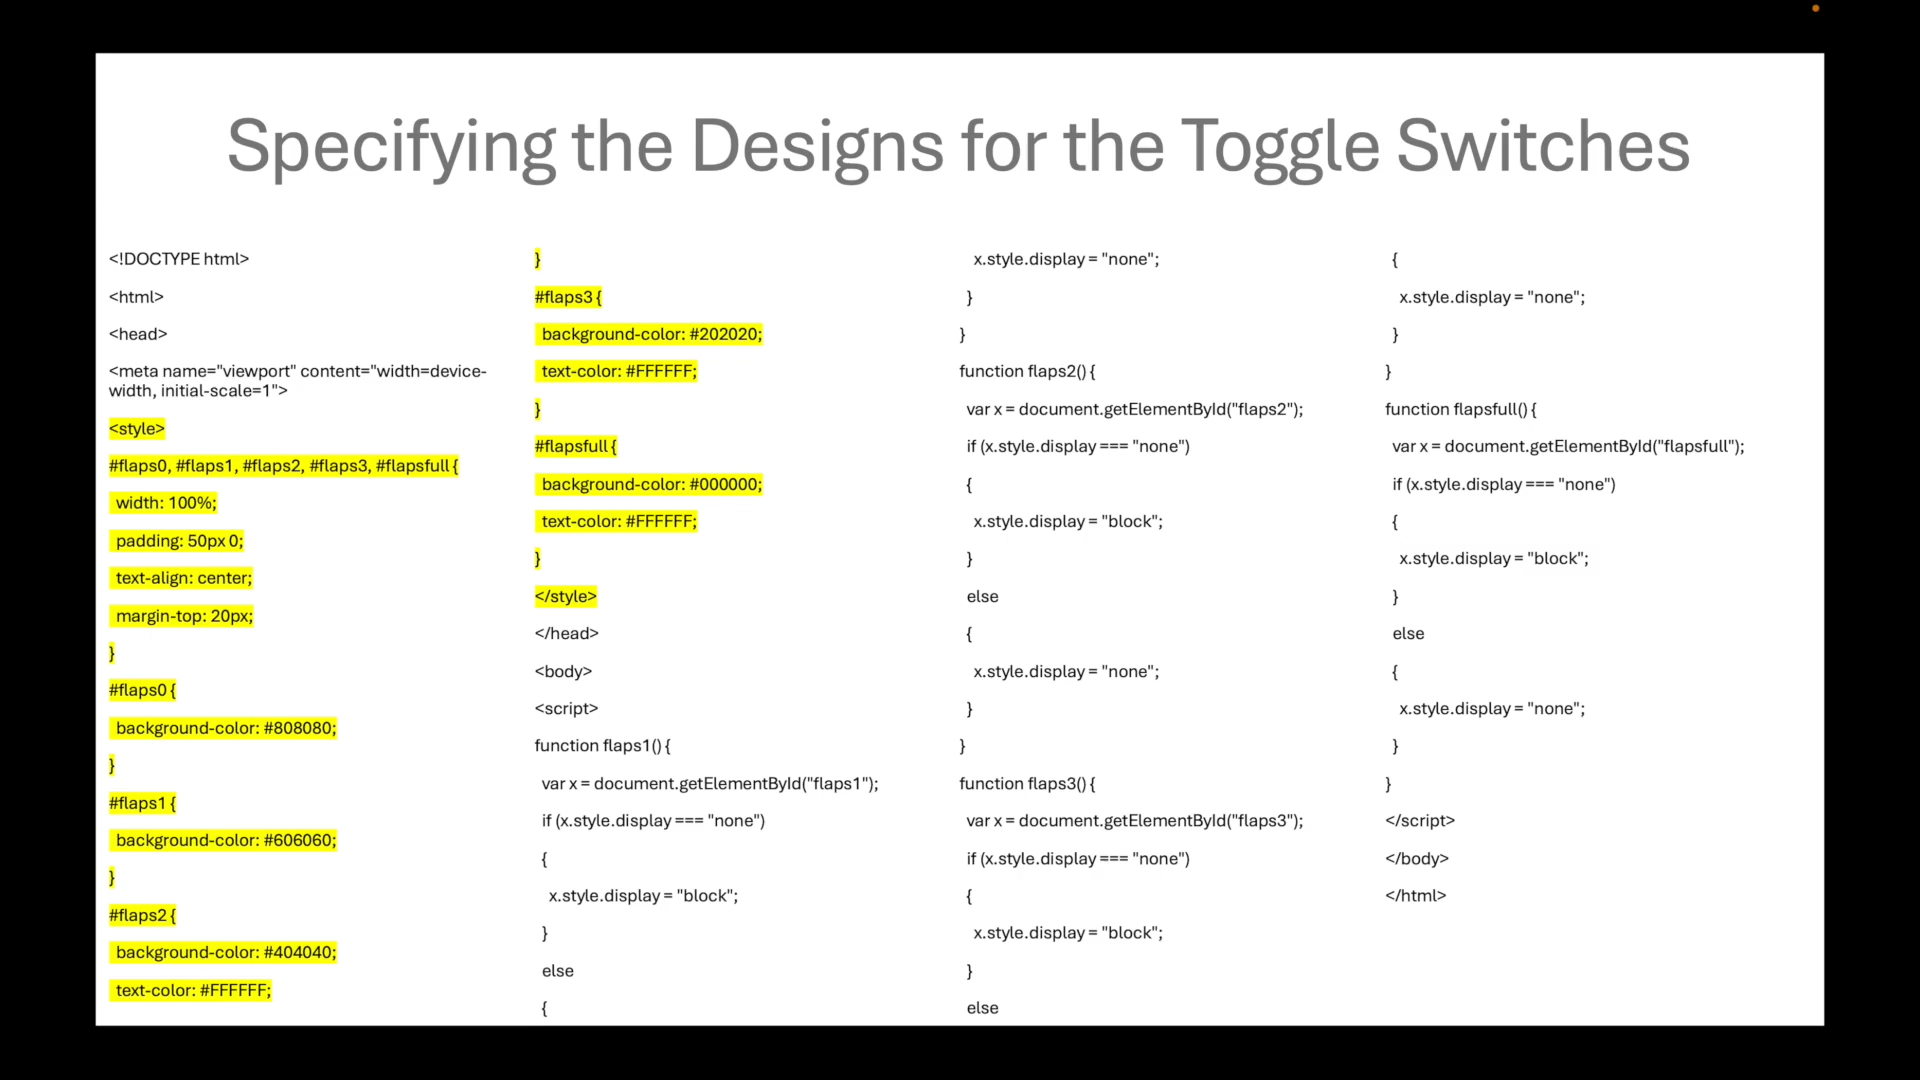 Specifying the Designs for the Toggle Switches
<!DOCTYPE html>
<html>
<head>
<meta name="viewport" content="width=device-
width, initial-scale=1">
<style>
#flaps0, #flaps1, #flaps2, #flaps3, #flapsfull {
width: 100%;
padding: 50px 0;
text-align: center;
margin-top: 20px;
}
#flaps0 {
background-color: #808080;
}
#flaps1 {
background-color: #606060;
}
#flaps2 {
background-color: #404040;
text-color: #FFFFFF;
}
#flaps3 {
background-color: #202020;
text-color: #FFFFFF;
}
#flapsfull {
background-color: #000000;
text-color: #FFFFFF;
}
</style>
</head>
<body>
<script>
function flaps1() {
var x = document.getElementById("flaps1");
if (x.style.display === "none")
{
x.style.display = "block";
}
else
{
x.style.display = "none";
}
}
function flaps2() {
var x = document.getElementById("flaps2");
if (x.style.display === "none")
{
x.style.display = "block";
}
else
{
x.style.display = "none";
}
}
function flaps3() {
var x = document.getElementById("flaps3");
if (x.style.display === "none")
{
x.style.display = "block";
}
else
{
x.style.display = "none";
}
}
function flapsfull() {
var x = document.getElementById("flapsfull");
if (x.style.display === "none")
{
x.style.display = "block";
}
else
{
x.style.display = "none";
}
}
</script>
</body>
</html>